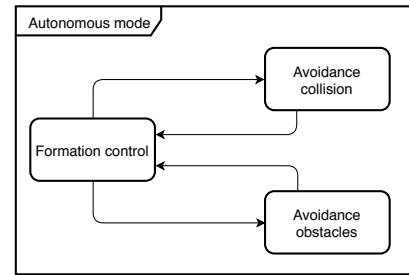 Autonomous mode
Avoidance
collision
Formation control
Avoidance
obstacles